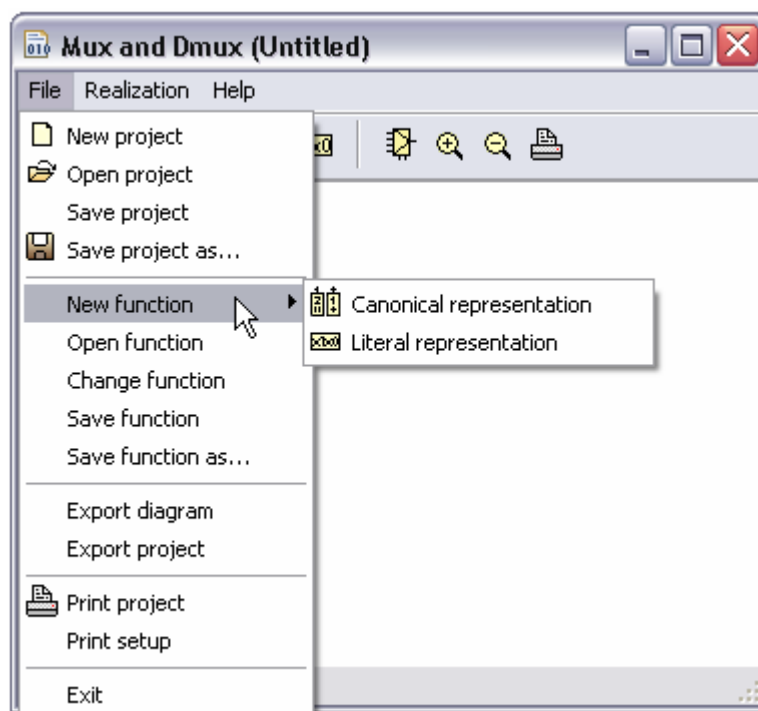 Mux and Dmux (Untitled)
File Realization Help
New project
Open project
Save project
Save project as...
New function
Canonical representation
Open function
Literal representation
Change function
Save function
Save function as...
Export diagram
Export project
Print project
Print setup
Exit